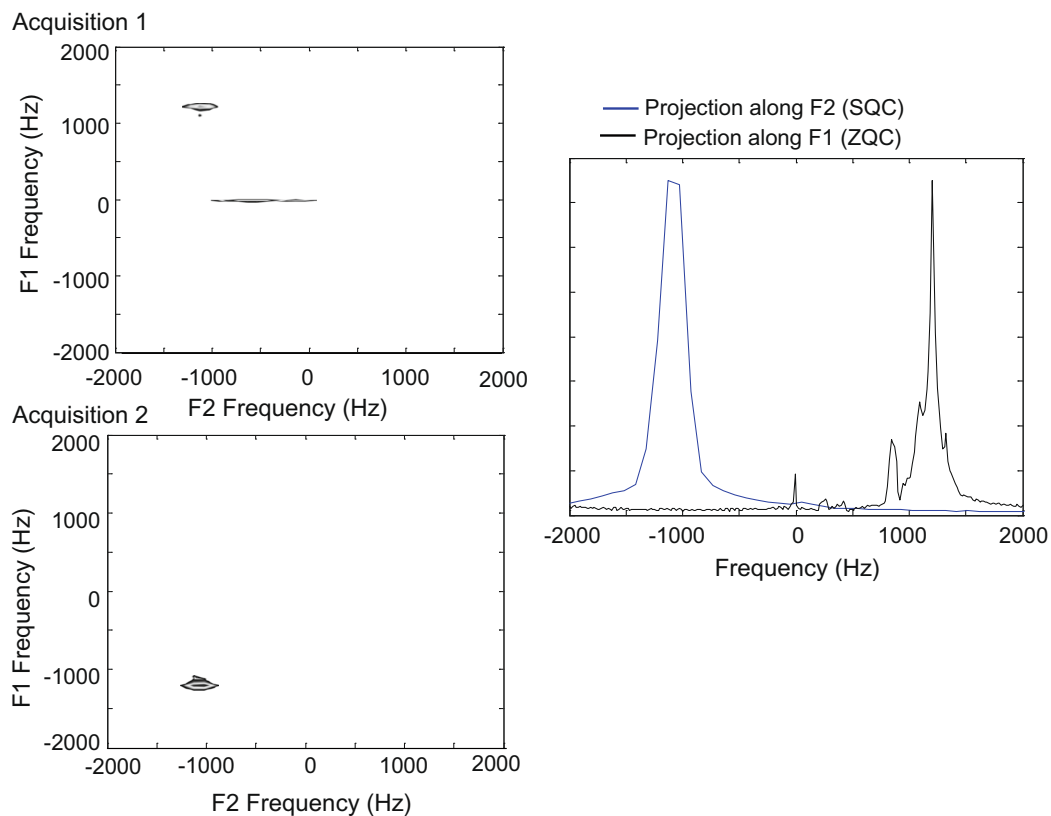 Acquisition 1
2000
1000
0
-1000
-2000
F1 Frequency (Hz)
-2000 -1000 0 1000 2000
F2 Frequency (Hz)
Acquisition 2
2000
1000
0
-1000
-2000
F1 Frequency (Hz)
-2000 -1000 0 1000 2000
F2 Frequency (Hz)
Projection along F2 (SQC)
Projection along F1 (ZQC)
-2000 -1000 0 1000 2000
Frequency (Hz)